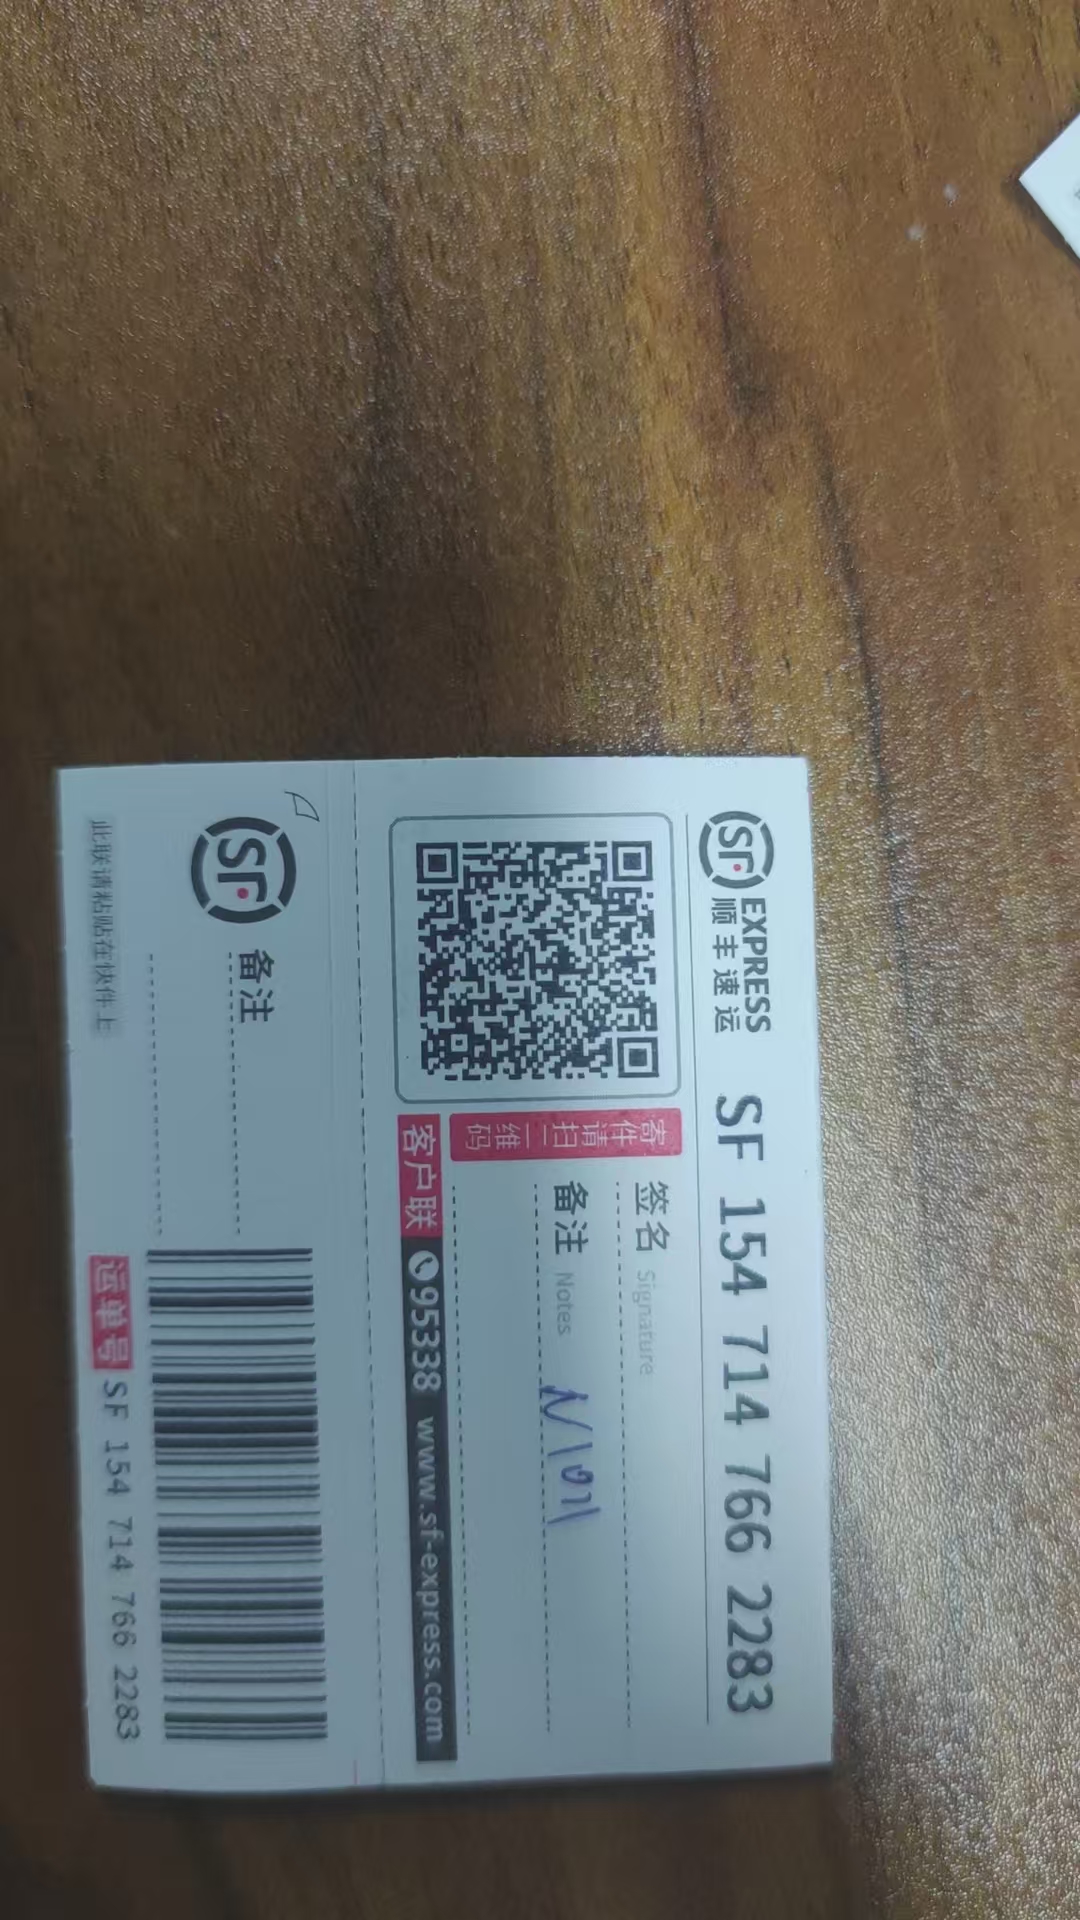 SF EXPRESS
顺丰速运
SF 154 714 766 2283
签名 Signature
备注 Notes
寄件请扫二维码
客户联
95338 www.sf-express.com
SF
备注
运单号 SF 154 714 766 2283
此联请粘贴在快件上